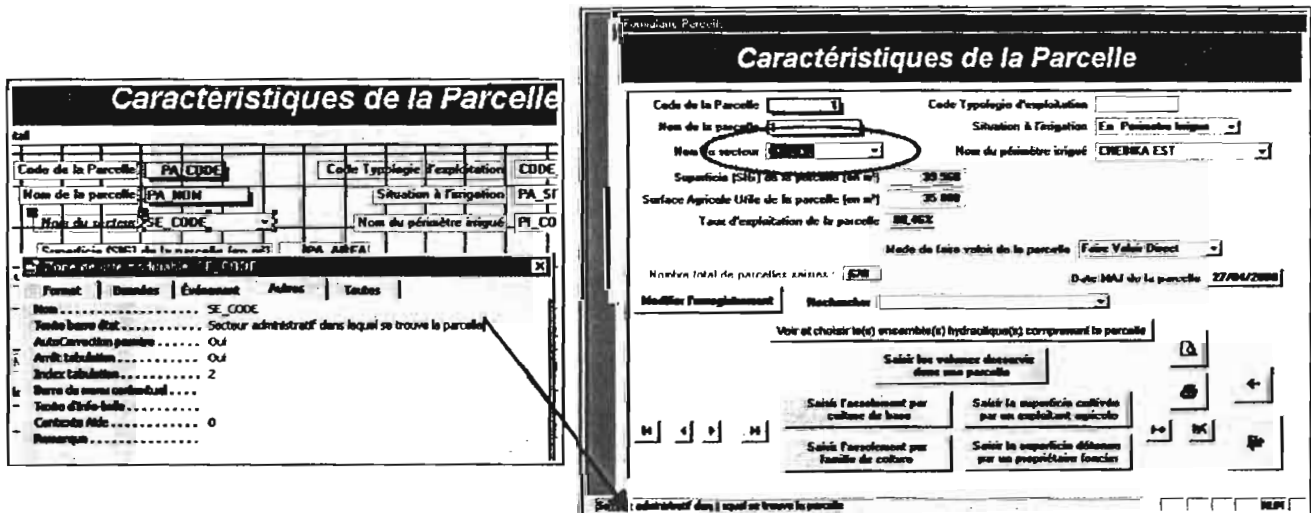 Caractéristiques de la Parcelle
Code de la Parcelle PA_CODE Code Typologie d'exploitation CODE
Nom de la parcelle PA_NOM Situation à l'irrigation
Nom du secteur SE_CODE Nom du périmètre irrigué PI_CO
Superficie (SIG) de la parcelle (en m²) PA_AREA
Zone de liste modifiable: SE_CODE
Format Données Événement Autres Toutes
Nom SE_CODE
Texte barre état Secteur administratif dans lequel se trouve la parcelle
AutoCorrection permise Oui
Arrêt tabulation Oui
Index tabulation 2
Barre de menu contextuel
Texte d'info-bulle
Contexte Aide 0
Remarque
Formulaire Parcelle
Caractéristiques de la Parcelle
Code de la Parcelle 1 Code Typologie d'exploitation
Nom de la parcelle 1 Situation à l'irrigation En Périmètre Irrigué
Nom du secteur Nom du périmètre irrigué CHERIKA EST
Superficie (SIG) de la parcelle (en m²)
Surface Agricole Utile de la parcelle (en m²) 35 000
Taux d'exploitation de la parcelle
Mode de faire valoir de la parcelle Faire Valoir Direct
Nombre total de parcelles saisies :
Date MAJ de la parcelle 27/04/2000
Modifier l'enregistrement Rechercher
Voir et choisir le(s) ensemble(s) hydraulique(s) comprenant la parcelle
Saisir les volumes desservis
dans une parcelle
Saisir l'assolement par
culture de base
Saisir la superficie cultivée
par un exploitant agricole
Saisir l'assolement par
famille de culture
Saisir la superficie détenue
par un propriétaire foncier
administratif dans lequel se trouve la parcelle
NUM